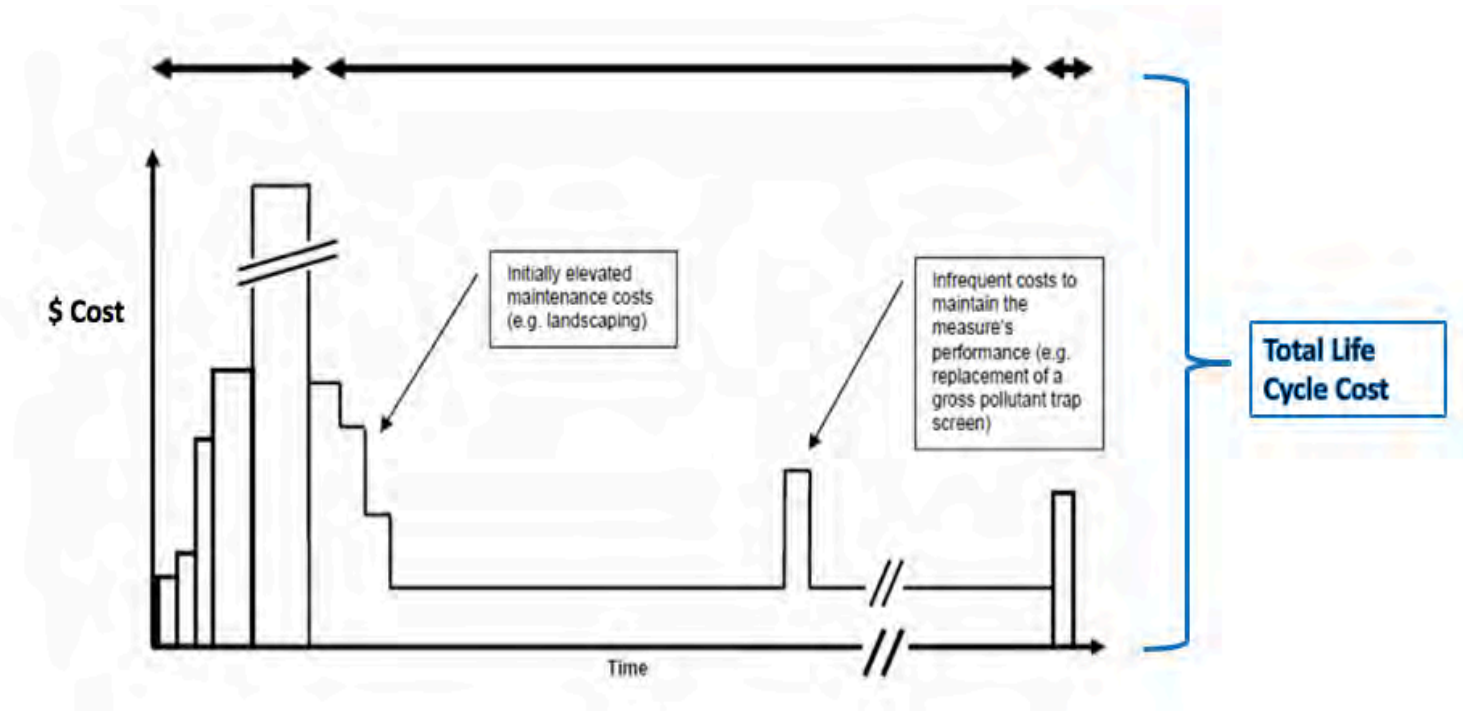 $ Cost
Initially elevated
maintenance costs
(e.g. landscaping)
Infrequent costs to
maintain the
measure's
performance (e.g.
replacement of a
gross pollutant trap
screen)
Total Life
Cycle Cost
Time